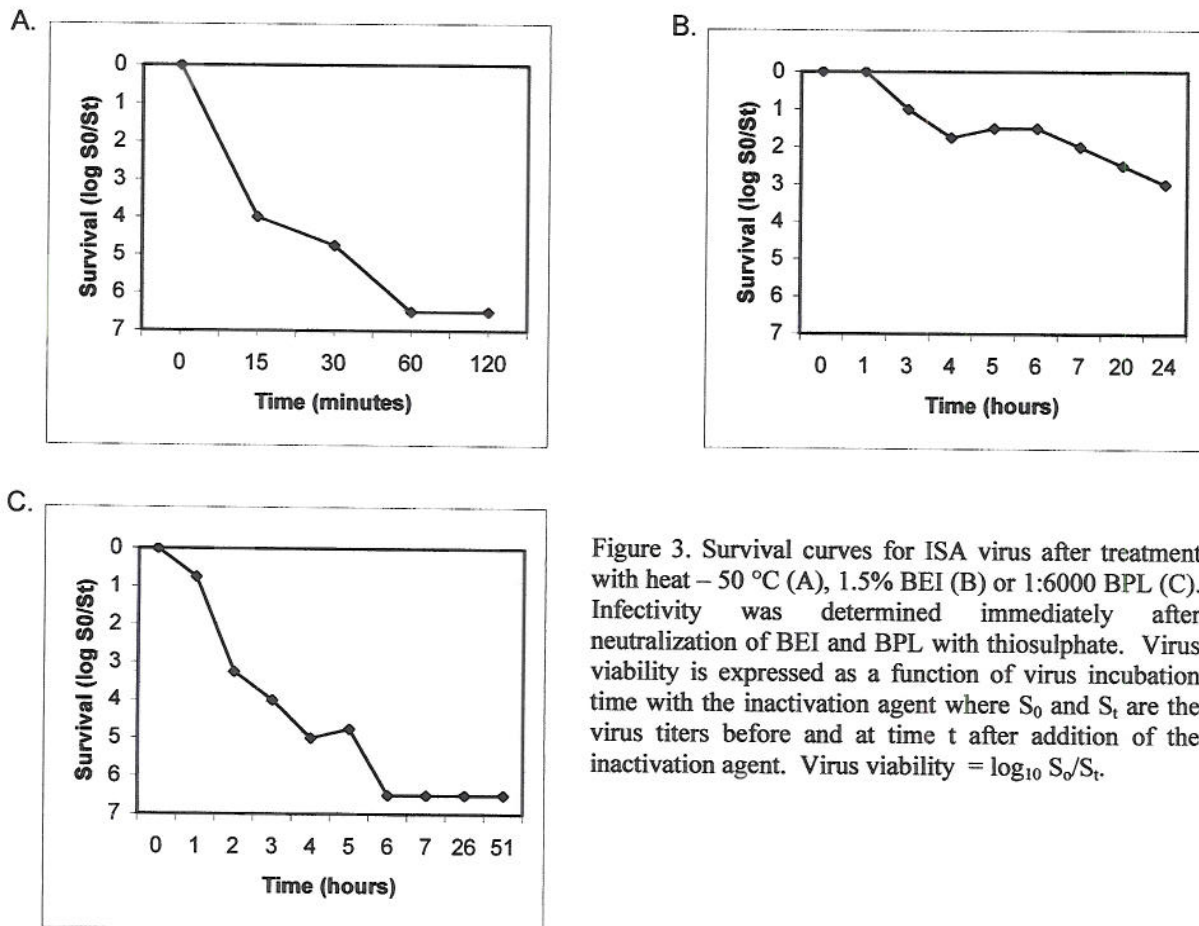 A.
Survival (log S0/St)
0
1
2
3
4
5
6
7
0 15 30 60 120
Time (minutes)
B.
Survival (log S0/St)
0
1
2
3
4
5
6
7
0 1 3 4 5 6 7 20 24
Time (hours)
C.
Survival (log S0/St)
0
1
2
3
4
5
6
7
0 1 2 3 4 5 6 7 26 51
Time (hours)
Figure 3. Survival curves for ISA virus after treatment
with heat – 50 °C (A), 1.5% BEI (B) or 1:6000 BPL (C).
Infectivity was determined immediately after
neutralization of BEI and BPL with thiosulphate. Virus
viability is expressed as a function of virus incubation
time with the inactivation agent where S₀ and Sₜ are the
virus titers before and at time t after addition of the
inactivation agent. Virus viability = log₁₀ Sₒ/Sₜ.